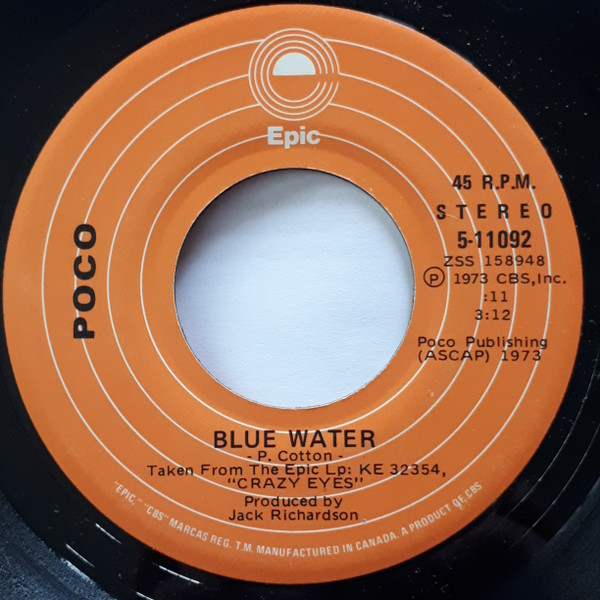 Epic
POCO
45 R.P.M.
STEREO
5-11092
ZSS 158948
Ⓟ 1973 CBS, Inc.
:11
3:12
Poco Publishing
(ASCAP) 1973
BLUE WATER
- P. Cotton -
Taken From The Epic Lp: KE 32354,
"CRAZY EYES"
Produced by
Jack Richardson
"EPIC," "CBS" MARCAS REG. T.M. MANUFACTURED IN CANADA. A PRODUCT OF CBS